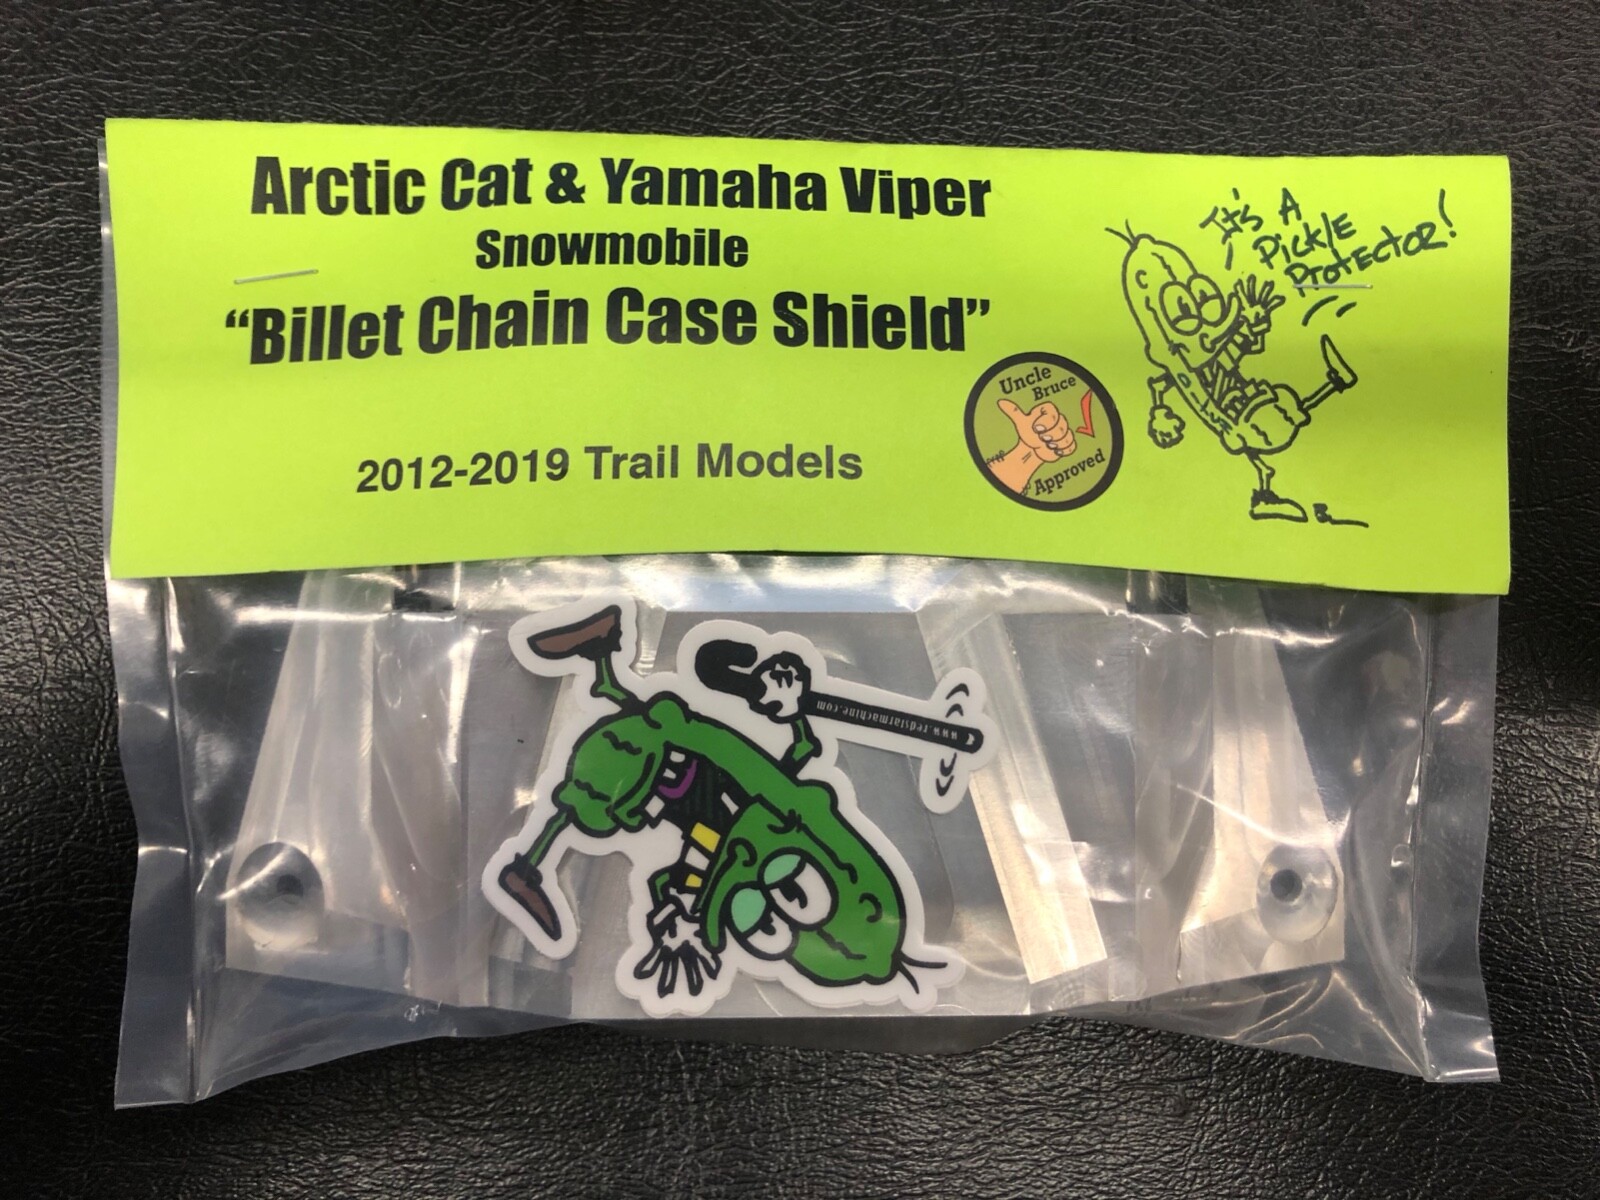 Arctic Cat & Yamaha Viper
Snowmobile
“Billet Chain Case Shield”
2012-2019 Trail Models
Uncle
Bruce
Approved
It's A
Pickle
Protector!
www.redstarmachine.com